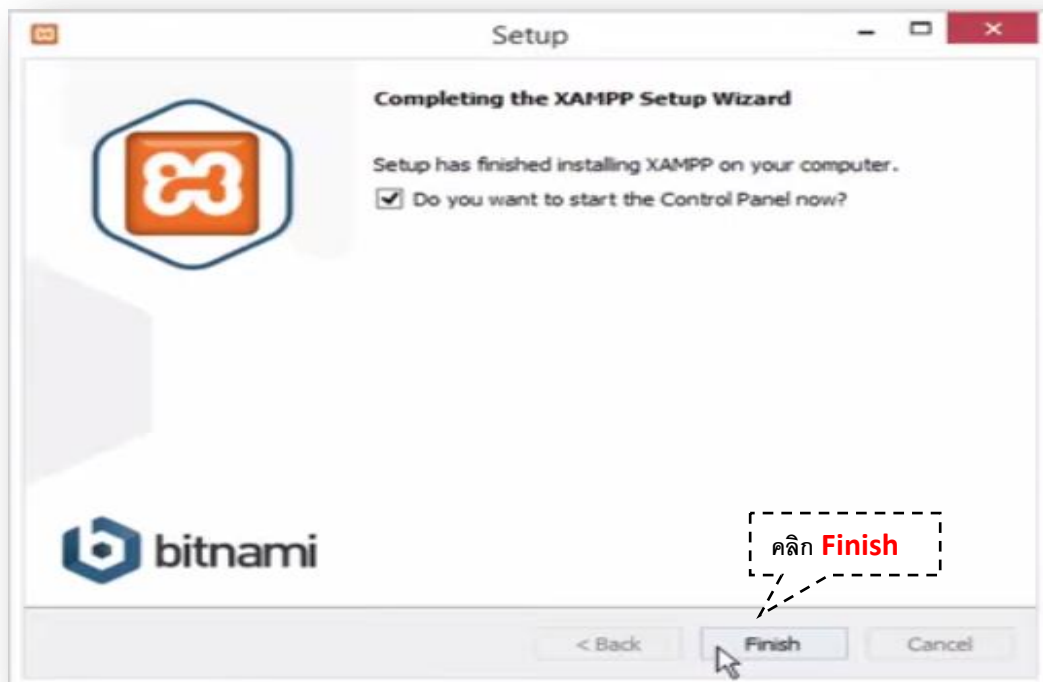 Setup
Completing the XAMPP Setup Wizard
Setup has finished installing XAMPP on your computer.
Do you want to start the Control Panel now?
bitnami
คลิก Finish
< Back
Finish
Cancel